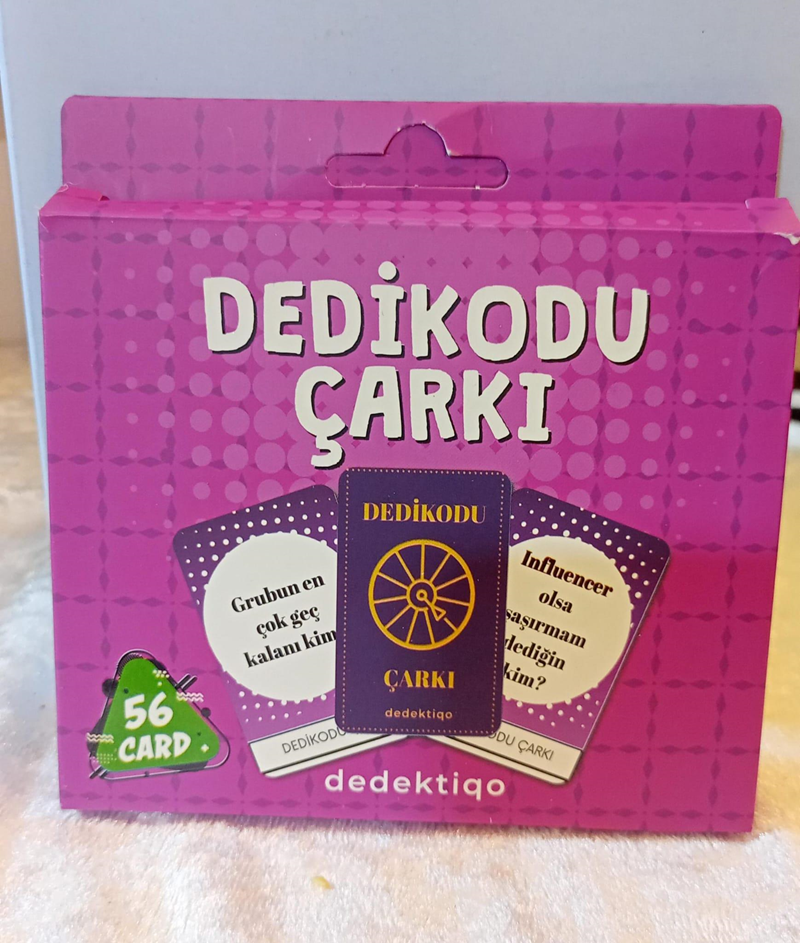 DEDİKODU
ÇARKI
Grubun en
çok geç
kalanı kim
DEDİKODU
DEDİKODU
ÇARKI
dedektiqo
Influencer
olsa
şaşırmam
dediğin
kim?
DU ÇARKI
56
CARD
dedektiqo